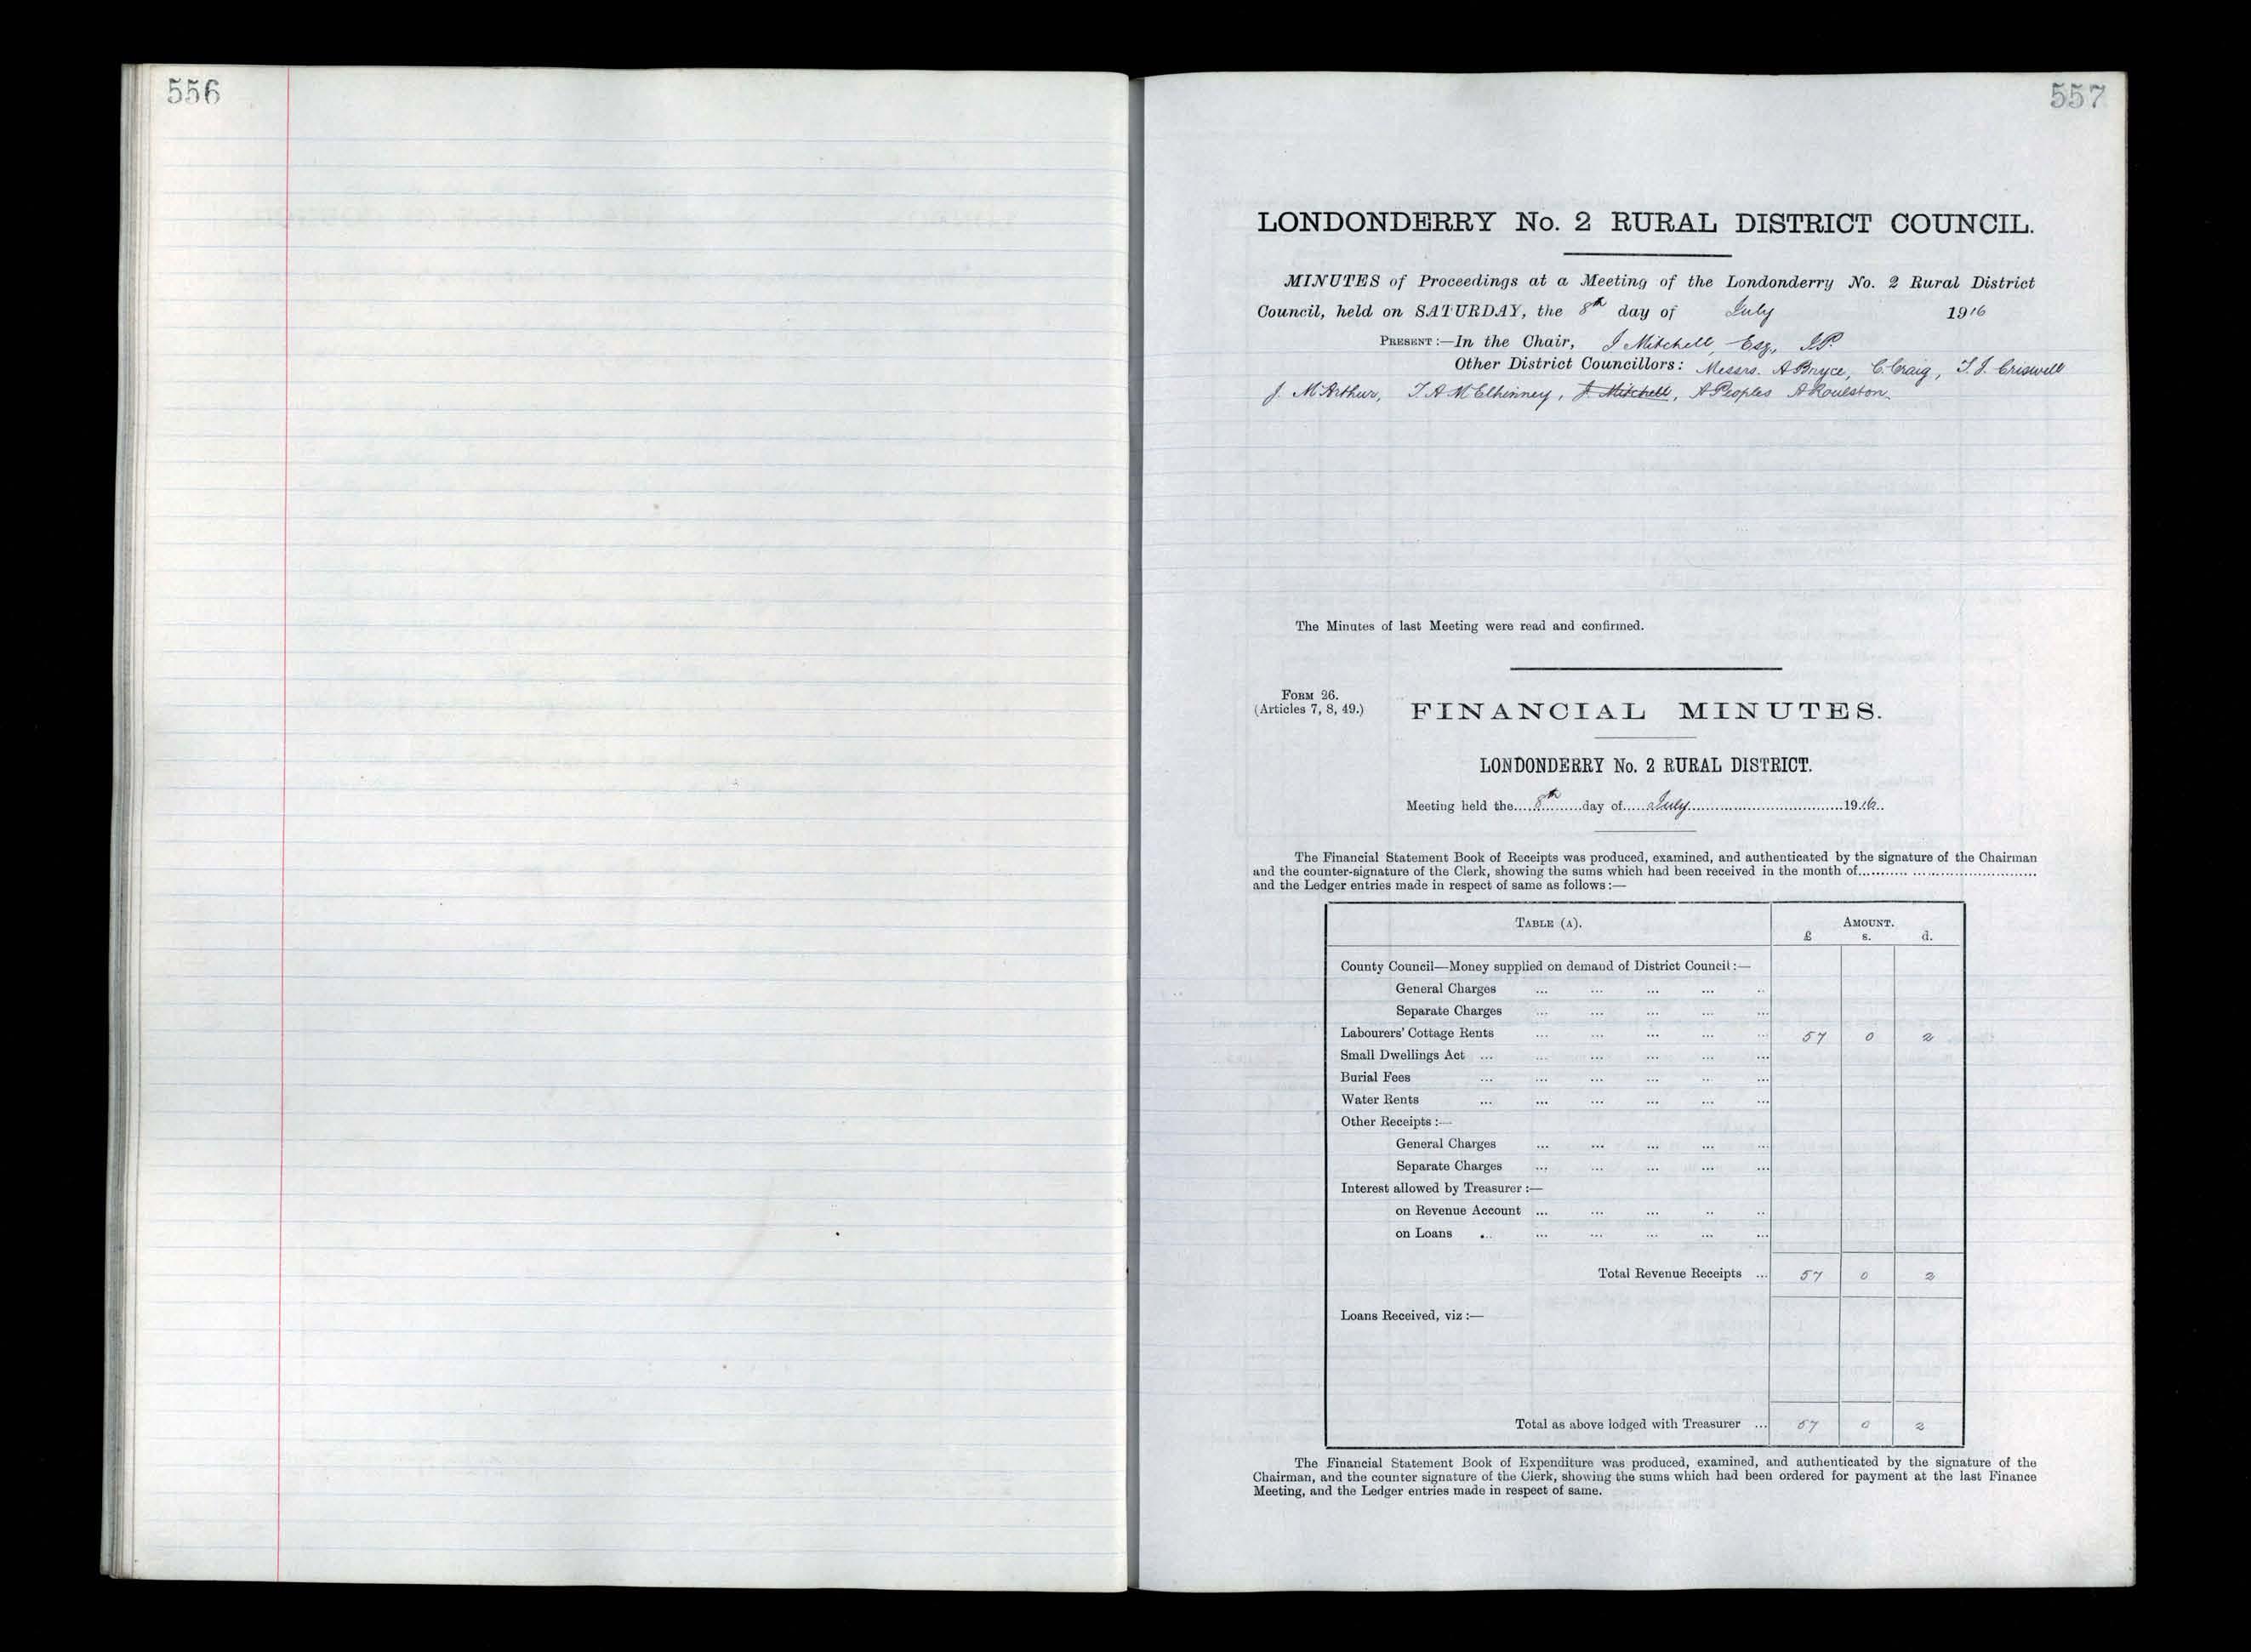 556
557
LONDONDERRY No. 2 RURAL DISTRICT COUNCIL.
MINUTES of Proceedings at a Meeting of the Londonderry No. 2 Rural District
Council, held on SATURDAY, the 8th day of July 1916
PRESENT:—In the Chair, J Mitchell, Esq., J.P.
Other District Councillors: Messrs. A Bryce, C. Craig, T. J. Criswell
J. McArthur, T A McElhinney, J. Mitchell, A Peoples A Roulston.
The Minutes of last Meeting were read and confirmed.
FORM 26.
(Articles 7, 8, 49.)
FINANCIAL MINUTES.
LONDONDERRY No. 2 RURAL DISTRICT.
Meeting held the 8th day of July 1916
The Financial Statement Book of Receipts was produced, examined, and authenticated by the signature of the Chairman
and the counter-signature of the Clerk, showing the sums which had been received in the month of
and the Ledger entries made in respect of same as follows:—
TABLE (A). AMOUNT.
£ s. d.
County Council—Money supplied on demand of District Council:—
General Charges
Separate Charges
Labourers' Cottage Rents 57 0 2
Small Dwellings Act
Burial Fees
Water Rents
Other Receipts:—
General Charges
Separate Charges
Interest allowed by Treasurer:—
on Revenue Account
on Loans
Total Revenue Receipts 57 0 2
Loans Received, viz:—
Total as above lodged with Treasurer 57 0 2
The Financial Statement Book of Expenditure was produced, examined, and authenticated by the signature of the
Chairman, and the counter signature of the Clerk, showing the sums which had been ordered for payment at the last Finance
Meeting, and the Ledger entries made in respect of same.